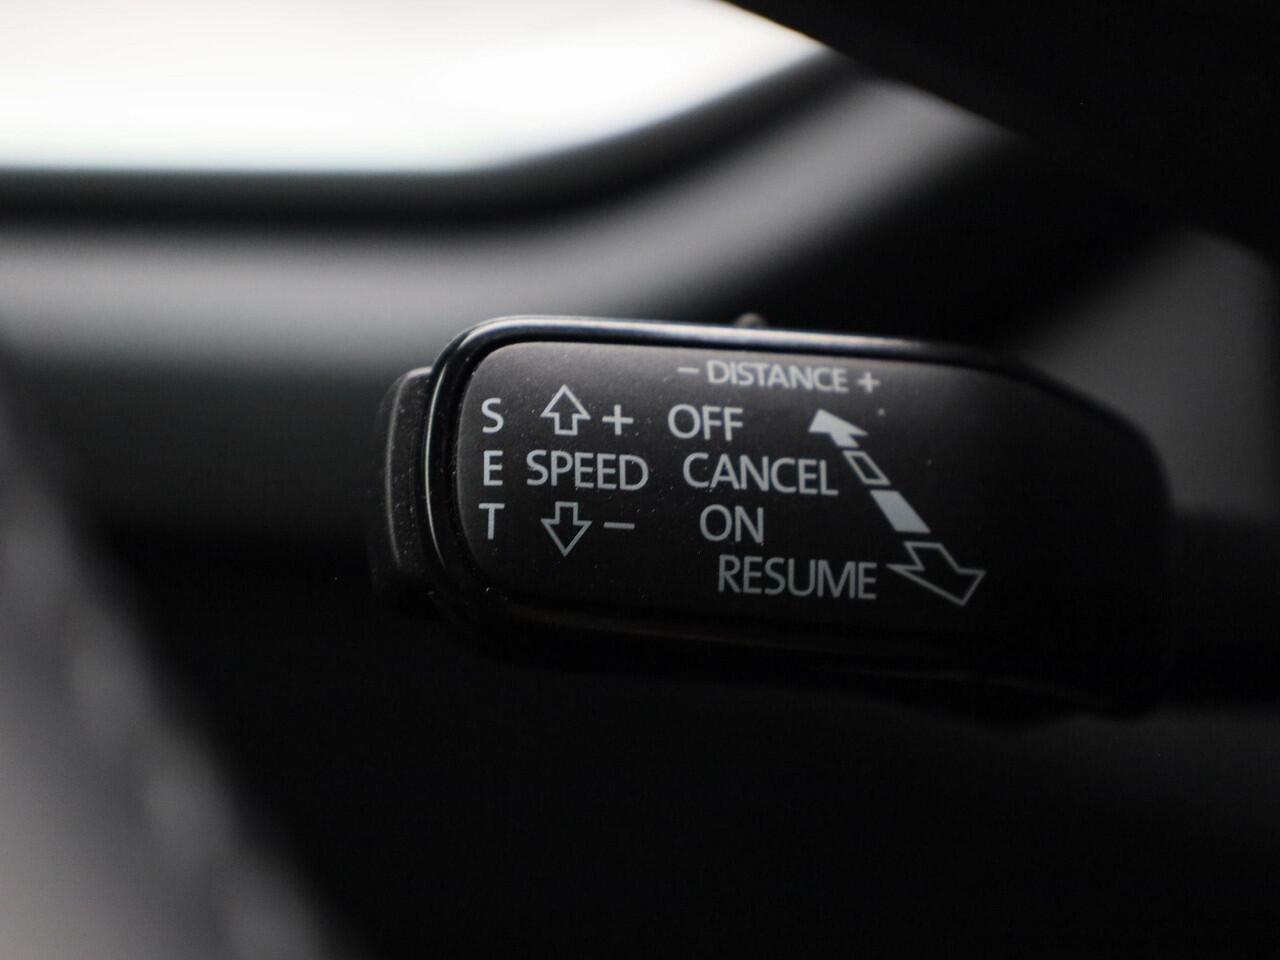 – DISTANCE +
S + OFF
E SPEED CANCEL
T – ON
RESUME